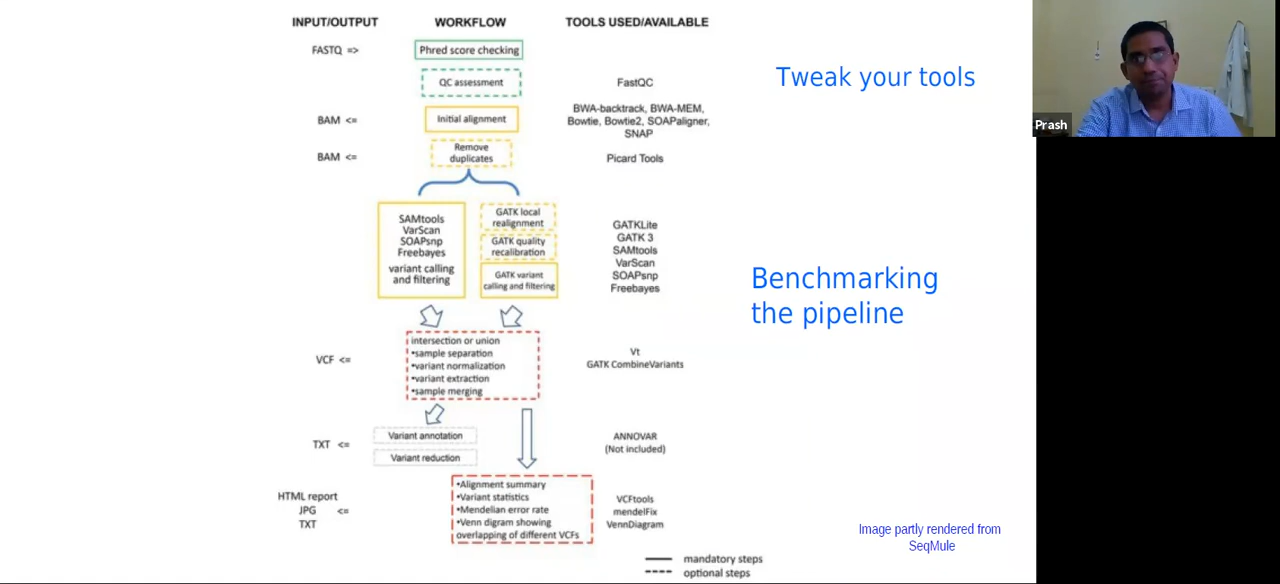 INPUT/OUTPUT WORKFLOW TOOLS USED/AVAILABLE
FASTQ => Phred score checking
QC assessment FastQC
BAM <= Initial alignment
BWA-backtrack, BWA-MEM,
Bowtie, Bowtie2, SOAPaligner,
SNAP
BAM <=
Remove
duplicates
Picard Tools
SAMtools
VarScan
SOAPsnp
Freebayes
variant calling
and filtering
GATK local
realignment
GATK quality
recalibration
GATK variant
calling and filtering
GATKLite
GATK 3
SAMtools
VarScan
SOAPsnp
Freebayes
VCF <=
intersection or union
•sample separation
•variant normalization
•variant extraction
•sample merging
Vt
GATK CombineVariants
TXT <=
Variant annotation
Variant reduction
ANNOVAR
(Not included)
HTML report
JPG <=
TXT
•Alignment summary
•Variant statistics
•Mendelian error rate
•Venn digram showing
overlapping of different VCFs
VCFtools
mendelFix
VennDiagram
mandatory steps
optional steps
Tweak your tools
Benchmarking
the pipeline
Image partly rendered from
SeqMule
Prash